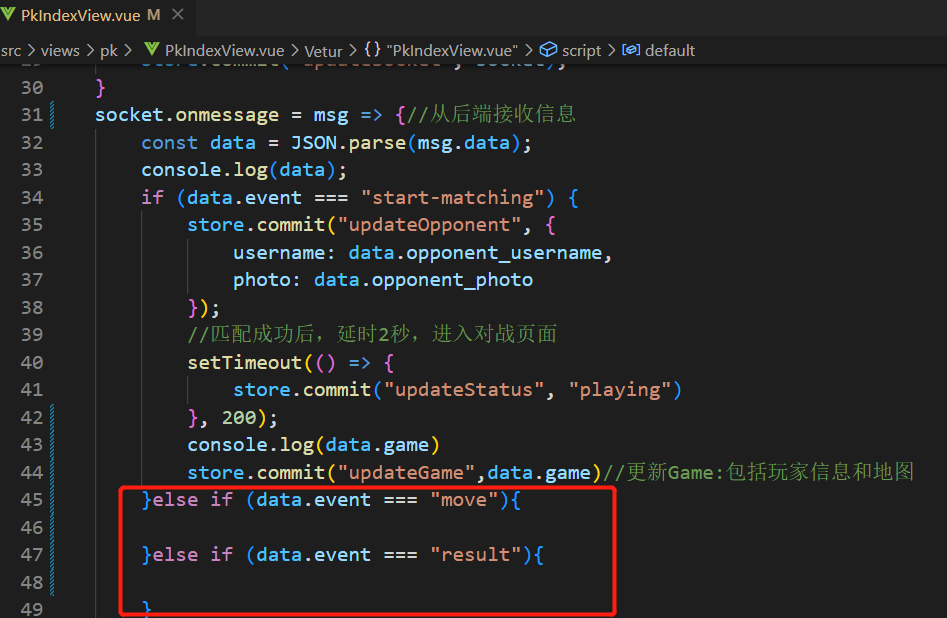 PkIndexView.vue M
src > views > pk > PkIndexView.vue > Vetur > {} "PkIndexView.vue" > script > default
29 store.commit("updateSocket", socket);
30 }
31 socket.onmessage = msg => {//从后端接收信息
32 const data = JSON.parse(msg.data);
33 console.log(data);
34 if (data.event === "start-matching") {
35 store.commit("updateOpponent", {
36 username: data.opponent_username,
37 photo: data.opponent_photo
38 });
39 //匹配成功后，延时2秒，进入对战页面
40 setTimeout(() => {
41 store.commit("updateStatus", "playing")
42 }, 200);
43 console.log(data.game)
44 store.commit("updateGame",data.game)//更新Game:包括玩家信息和地图
45 }else if (data.event === "move"){
46
47 }else if (data.event === "result"){
48
49 }